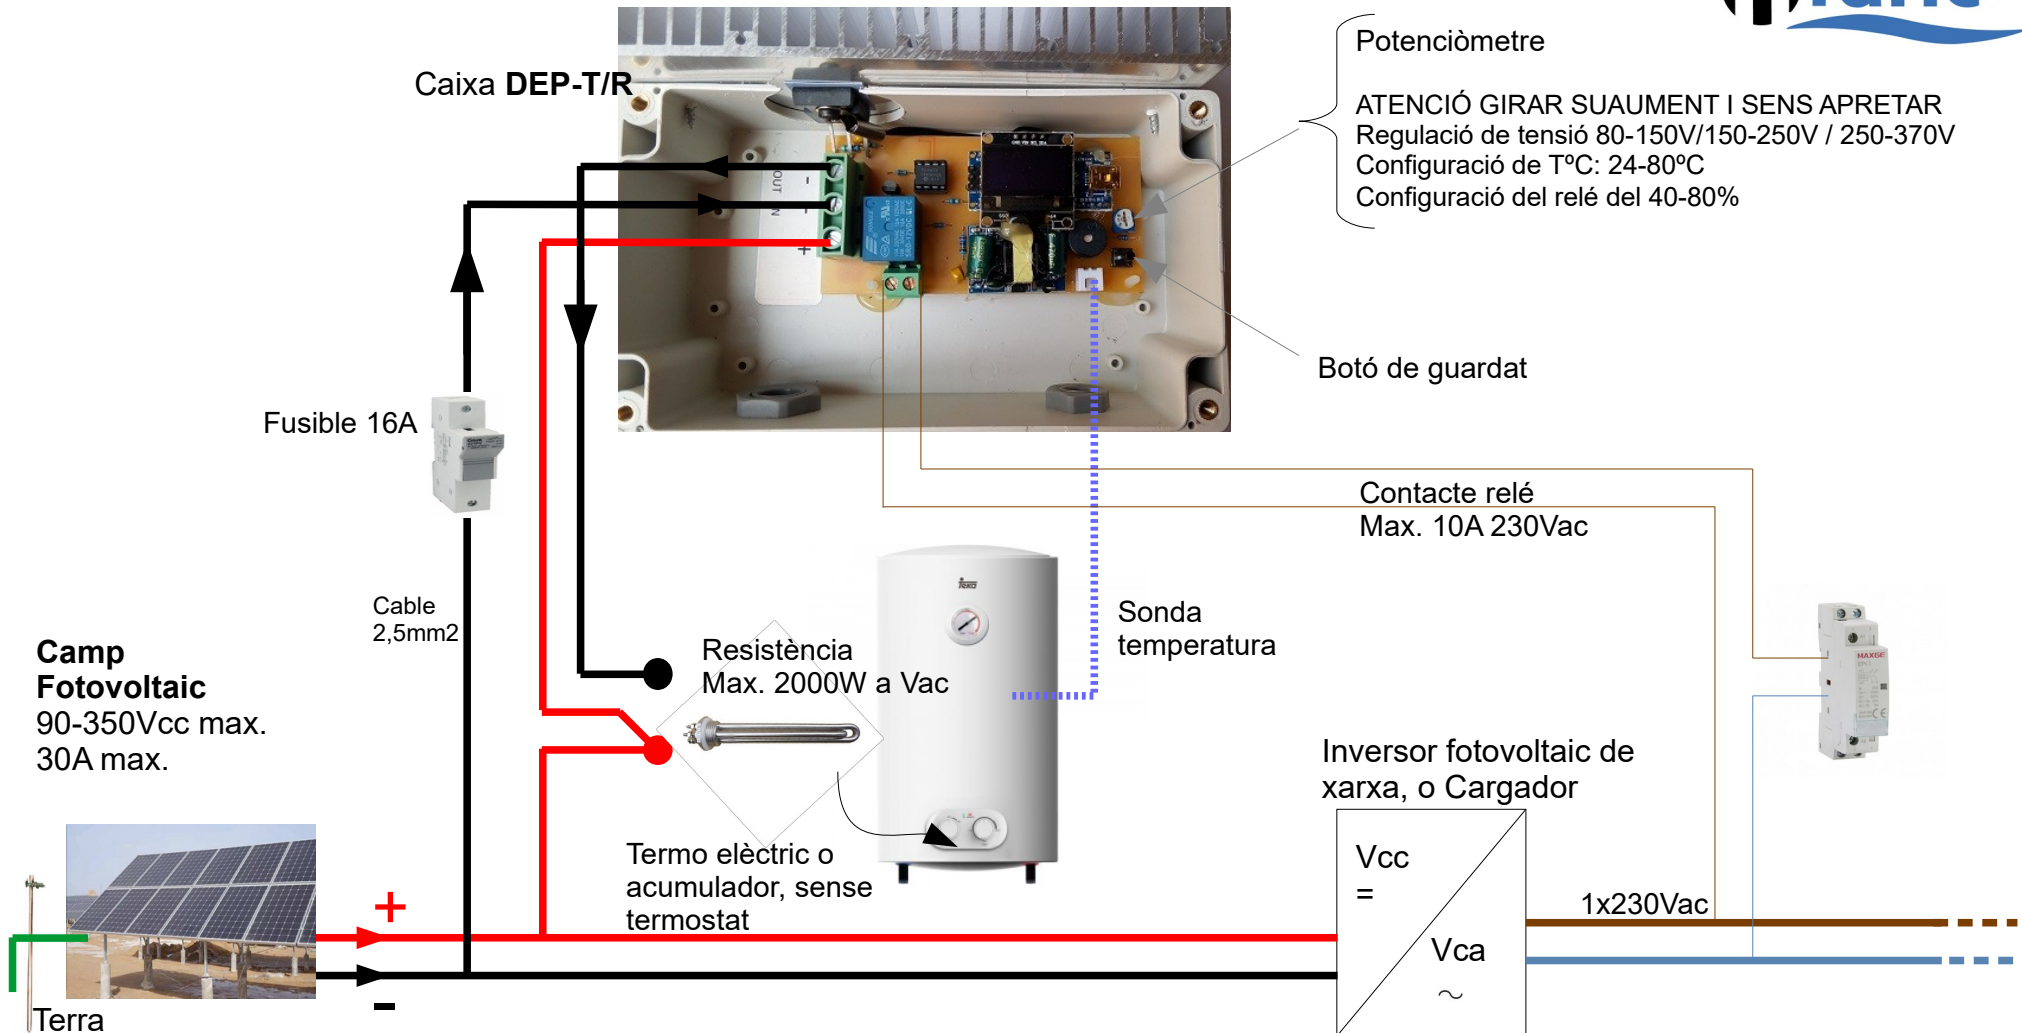 Caixa DEP-T/R
Potenciòmetre
ATENCIÓ GIRAR SUAUMENT I SENS APRETAR
Regulació de tensió 80-150V/150-250V / 250-370V
Configuració de TºC: 24-80ºC
Configuració del relé del 40-80%
OUT
IN
-
-
+
Botó de guardat
Fusible 16A
Contacte relé
Max. 10A 230Vac
Cable
2,5mm2
Sonda
temperatura
Camp
Fotovoltaic
90-350Vcc max.
30A max.
Resistència
Max. 2000W a Vac
MAXGE
Inversor fotovoltaic de
xarxa, o Cargador
Termo elèctric o
acumulador, sense
termostat
Vcc
=
Vca
~
1x230Vac
+
-
Terra